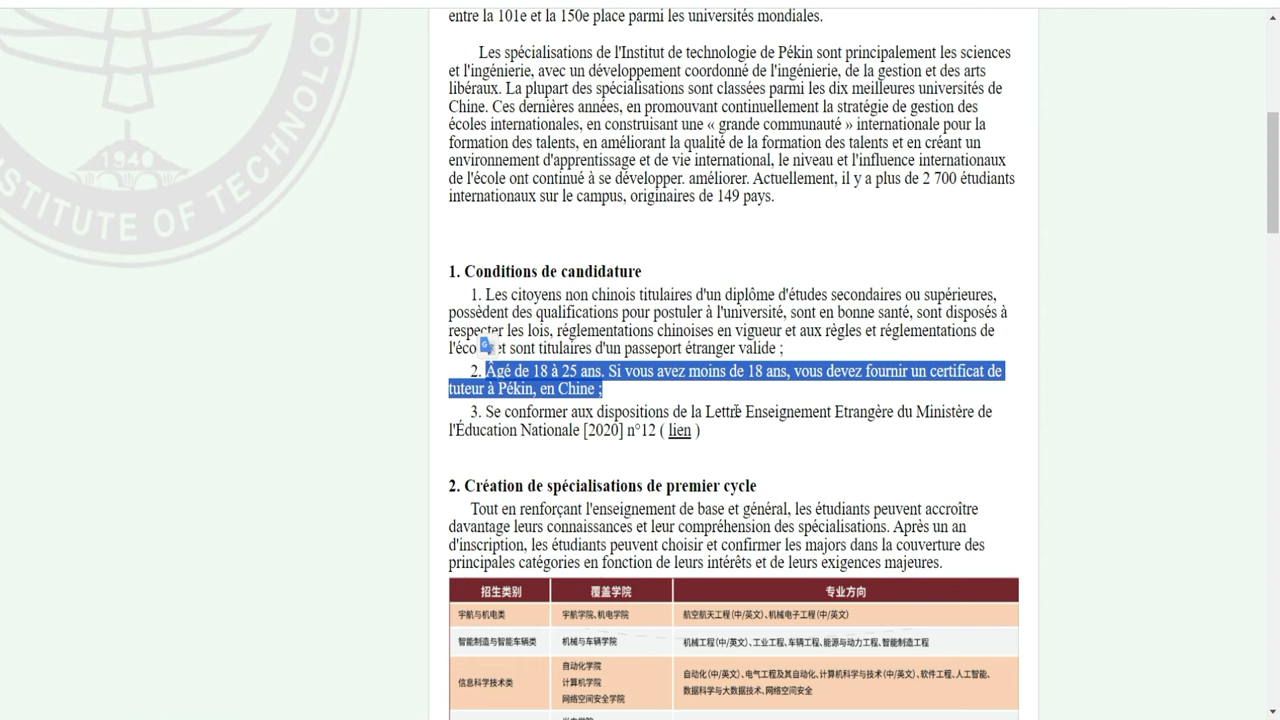 entre la 101e et la 150e place parmi les universités mondiales.
Les spécialisations de l'Institut de technologie de Pékin sont principalement les sciences
et l'ingénierie, avec un développement coordonné de l'ingénierie, de la gestion et des arts
libéraux. La plupart des spécialisations sont classées parmi les dix meilleures universités de
Chine. Ces dernières années, en promouvant continuellement la stratégie de gestion des
écoles internationales, en construisant une « grande communauté » internationale pour la
formation des talents, en améliorant la qualité de la formation des talents et en créant un
environnement d'apprentissage et de vie international, le niveau et l'influence internationaux
de l'école ont continué à se développer. améliorer. Actuellement, il y a plus de 2 700 étudiants
internationaux sur le campus, originaires de 149 pays.
1. Conditions de candidature
1. Les citoyens non chinois titulaires d'un diplôme d'études secondaires ou supérieures,
possèdent des qualifications pour postuler à l'université, sont en bonne santé, sont disposés à
respecter les lois, réglementations chinoises en vigueur et aux règles et réglementations de
l'éco et sont titulaires d'un passeport étranger valide ;
2. Âgé de 18 à 25 ans. Si vous avez moins de 18 ans, vous devez fournir un certificat de
tuteur à Pékin, en Chine ;
3. Se conformer aux dispositions de la Lettre Enseignement Etrangère du Ministère de
l'Éducation Nationale [2020] n°12 ( lien )
2. Création de spécialisations de premier cycle
Tout en renforçant l'enseignement de base et général, les étudiants peuvent accroître
davantage leurs connaissances et leur compréhension des spécialisations. Après un an
d'inscription, les étudiants peuvent choisir et confirmer les majors dans la couverture des
principales catégories en fonction de leurs intérêts et de leurs exigences majeures.
招生类别 覆盖学院 专业方向
宇航与机电类 宇航学院、机电学院 航空航天工程(中/英文)、机械电子工程(中/英文)
智能制造与智能车辆类 机械与车辆学院 机械工程(中/英文)、工业工程、车辆工程、能源与动力工程、智能制造工程
信息科学技术类
自动化学院
计算机学院
网络空间安全学院
自动化(中/英文)、电气工程及其自动化、计算机科学与技术(中/英文)、软件工程、人工智能、
数据科学与大数据技术、网络空间安全
1940
INSTITUTE OF TECHNOLOG